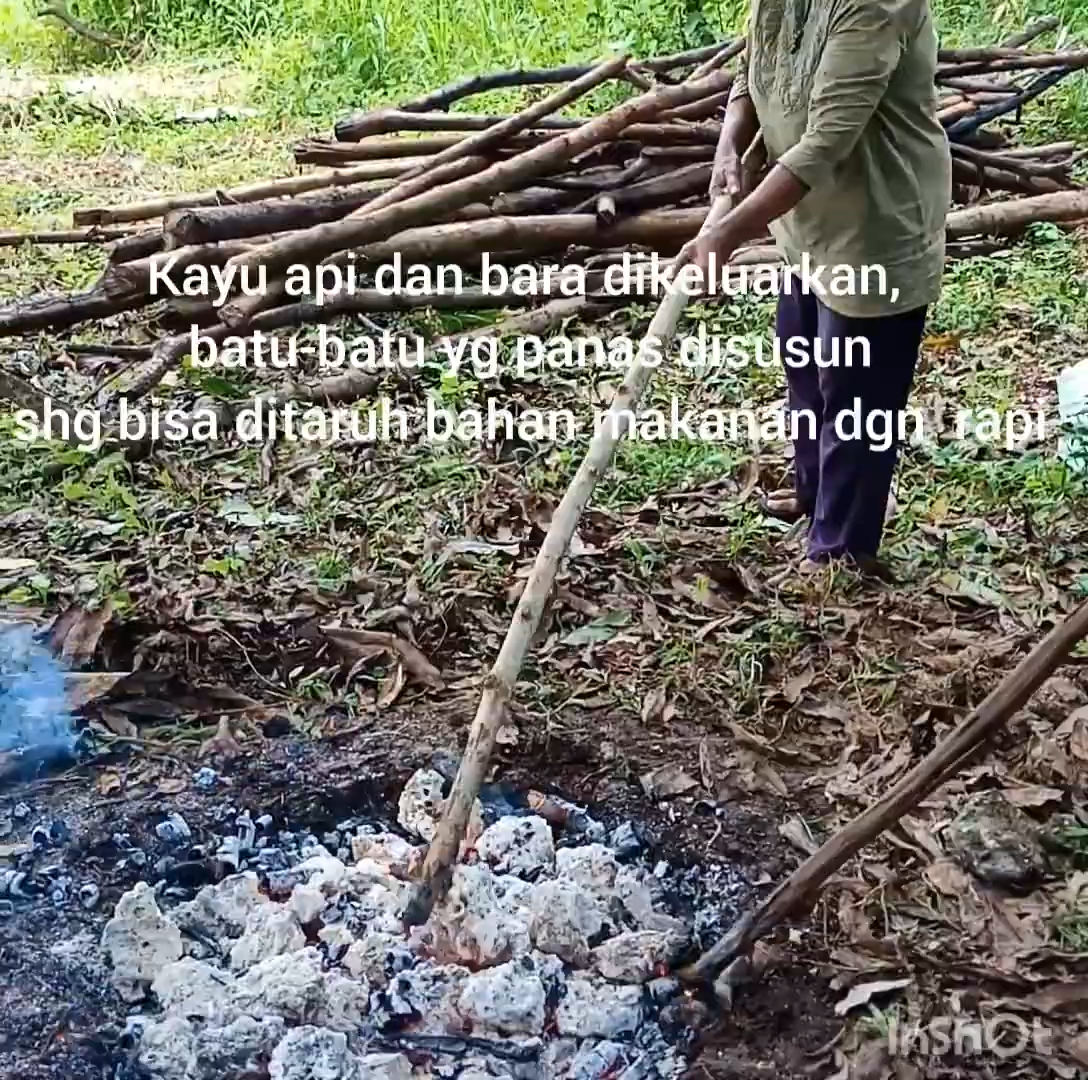 Kayu api dan bara dikeluarkan,
batu-batu yg panas disusun
shg bisa ditaruh bahan makanan dgn rapi
InShOt